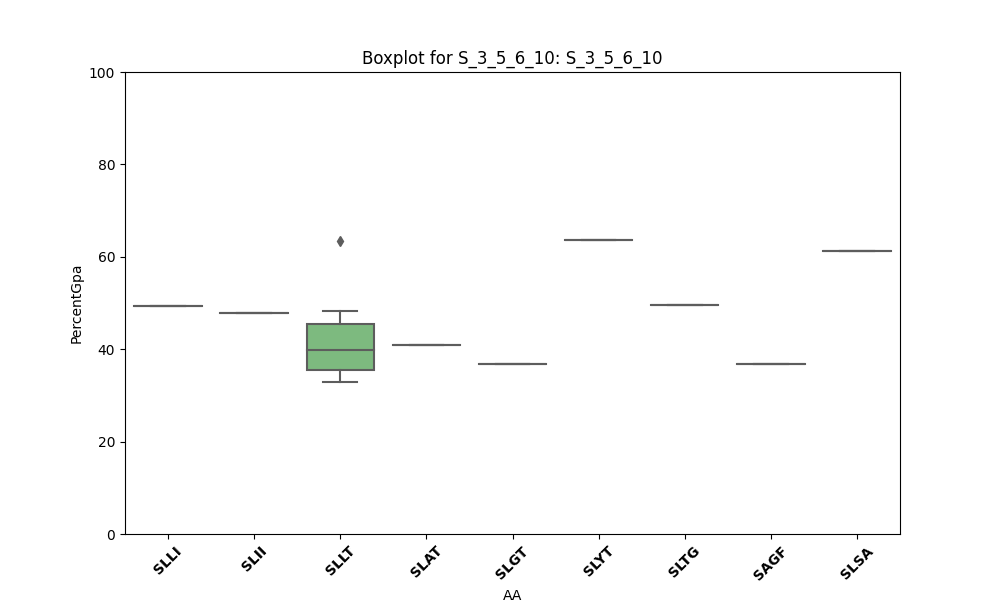 Boxplot for S_3_5_6_10: S_3_5_6_10
100
80
60
40
20
0
PercentGpa
SLLI
SLII
SLLT
SLAT
SLGT
SLYT
SLTG
SAGF
SLSA
AA